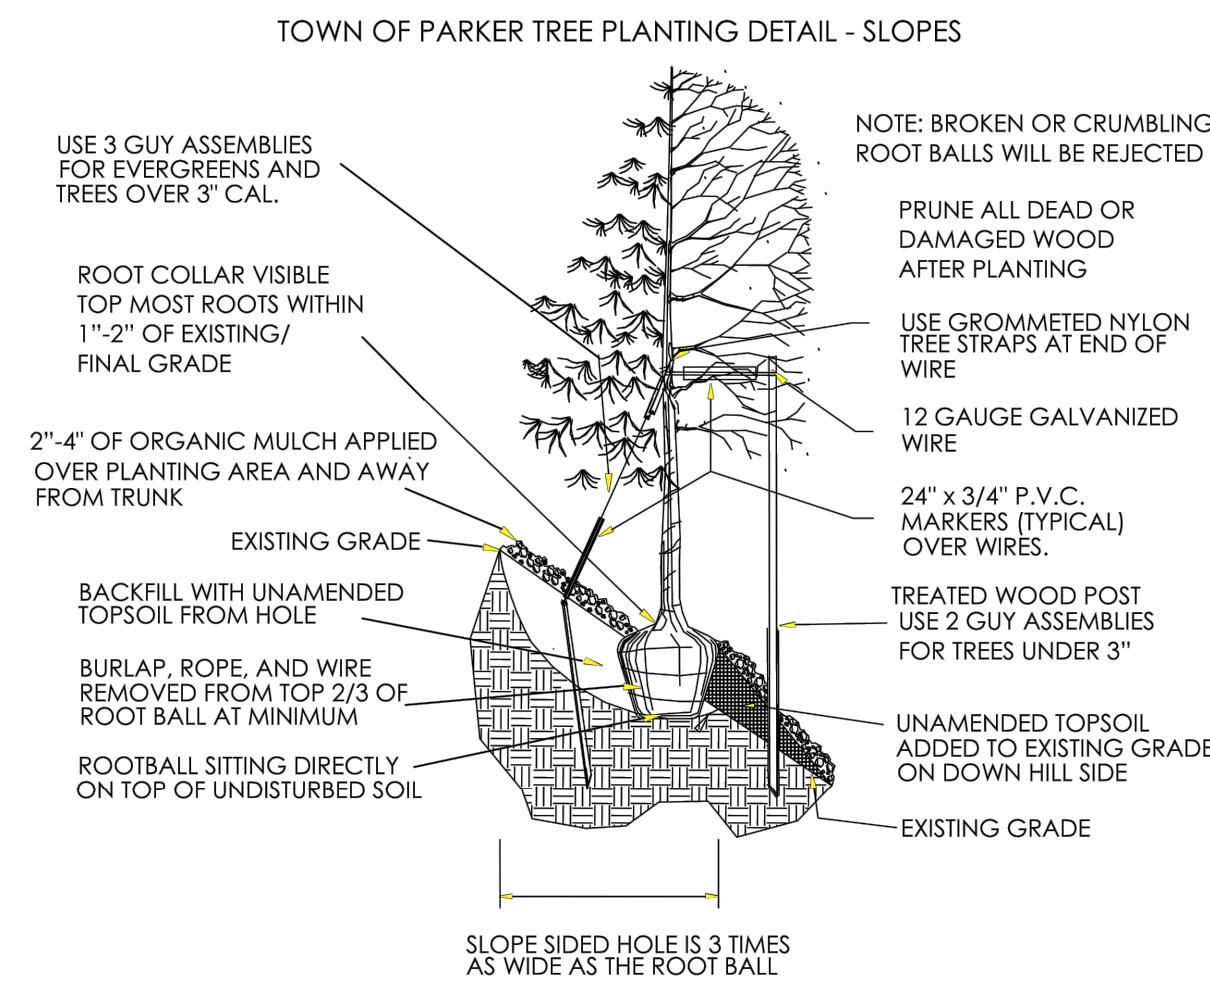 TOWN OF PARKER TREE PLANTING DETAIL - SLOPES
USE 3 GUY ASSEMBLIES
FOR EVERGREENS AND
TREES OVER 3" CAL.
ROOT COLLAR VISIBLE
TOP MOST ROOTS WITHIN
1”-2” OF EXISTING/
FINAL GRADE
2”-4" OF ORGANIC MULCH APPLIED
OVER PLANTING AREA AND AWAY
FROM TRUNK
EXISTING GRADE
BACKFILL WITH UNAMENDED
TOPSOIL FROM HOLE
BURLAP, ROPE, AND WIRE
REMOVED FROM TOP 2/3 OF
ROOT BALL AT MINIMUM
ROOTBALL SITTING DIRECTLY
ON TOP OF UNDISTURBED SOIL
NOTE: BROKEN OR CRUMBLING
ROOT BALLS WILL BE REJECTED
PRUNE ALL DEAD OR
DAMAGED WOOD
AFTER PLANTING
USE GROMMETED NYLON
TREE STRAPS AT END OF
WIRE
12 GAUGE GALVANIZED
WIRE
24" x 3/4" P.V.C.
MARKERS (TYPICAL)
OVER WIRES.
TREATED WOOD POST
USE 2 GUY ASSEMBLIES
FOR TREES UNDER 3”
UNAMENDED TOPSOIL
ADDED TO EXISTING GRADE
ON DOWN HILL SIDE
EXISTING GRADE
SLOPE SIDED HOLE IS 3 TIMES
AS WIDE AS THE ROOT BALL